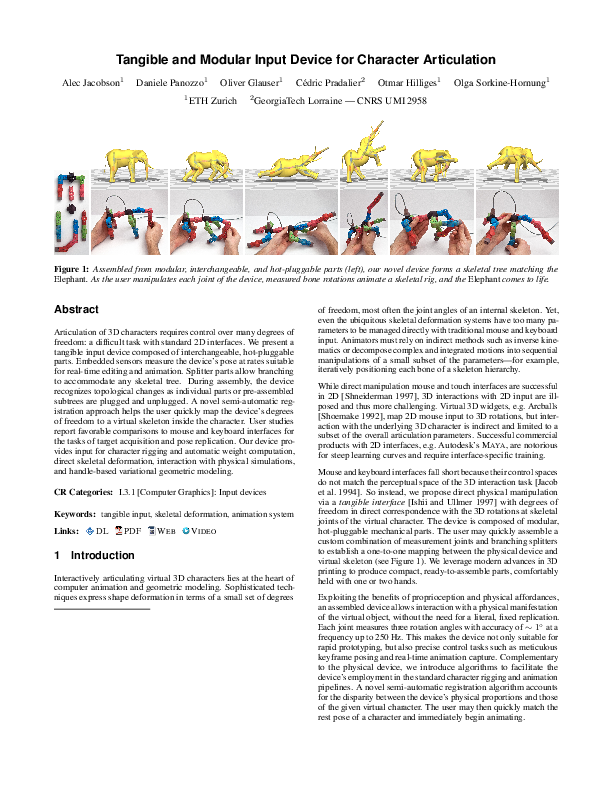 Tangible and Modular Input Device for Character Articulation
Alec Jacobson1 Daniele Panozzo1 Oliver Glauser1 Cédric Pradalier2 Otmar Hilliges1 Olga Sorkine-Hornung1
1ETH Zurich 2GeorgiaTech Lorraine — CNRS UMI 2958
Figure 1: Assembled from modular, interchangeable, and hot-pluggable parts (left), our novel device forms a skeletal tree matching the
Elephant. As the user manipulates each joint of the device, measured bone rotations animate a skeletal rig, and the Elephant comes to life.
Abstract
Articulation of 3D characters requires control over many degrees of
freedom: a difficult task with standard 2D interfaces. We present a
tangible input device composed of interchangeable, hot-pluggable
parts. Embedded sensors measure the device's pose at rates suitable
for real-time editing and animation. Splitter parts allow branching
to accommodate any skeletal tree. During assembly, the device
recognizes topological changes as individual parts or pre-assembled
subtrees are plugged and unplugged. A novel semi-automatic reg-
istration approach helps the user quickly map the device's degrees
of freedom to a virtual skeleton inside the character. User studies
report favorable comparisons to mouse and keyboard interfaces for
the tasks of target acquisition and pose replication. Our device pro-
vides input for character rigging and automatic weight computation,
direct skeletal deformation, interaction with physical simulations,
and handle-based variational geometric modeling.
CR Categories: I.3.1 [Computer Graphics]: Input devices
Keywords: tangible input, skeletal deformation, animation system
Links: DL PDF WEB VIDEO
1 Introduction
Interactively articulating virtual 3D characters lies at the heart of
computer animation and geometric modeling. Sophisticated tech-
niques express shape deformation in terms of a small set of degrees
of freedom, most often the joint angles of an internal skeleton. Yet,
even the ubiquitous skeletal deformation systems have too many pa-
rameters to be managed directly with traditional mouse and keyboard
input. Animators must rely on indirect methods such as inverse kine-
matics or decompose complex and integrated motions into sequential
manipulations of a small subset of the parameters—for example,
iteratively positioning each bone of a skeleton hierarchy.
While direct manipulation mouse and touch interfaces are successful
in 2D [Shneiderman 1997], 3D interactions with 2D input are ill-
posed and thus more challenging. Virtual 3D widgets, e.g. Arcballs
[Shoemake 1992], map 2D mouse input to 3D rotations, but inter-
action with the underlying 3D character is indirect and limited to a
subset of the overall articulation parameters. Successful commercial
products with 2D interfaces, e.g. Autodesk's MAYA, are notorious
for steep learning curves and require interface-specific training.
Mouse and keyboard interfaces fall short because their control spaces
do not match the perceptual space of the 3D interaction task [Jacob
et al. 1994]. So instead, we propose direct physical manipulation
via a tangible interface [Ishii and Ullmer 1997] with degrees of
freedom in direct correspondence with the 3D rotations at skeletal
joints of the virtual character. The device is composed of modular,
hot-pluggable mechanical parts. The user may quickly assemble a
custom combination of measurement joints and branching splitters
to establish a one-to-one mapping between the physical device and
virtual skeleton (see Figure 1). We leverage modern advances in 3D
printing to produce compact, ready-to-assemble parts, comfortably
held with one or two hands.
Exploiting the benefits of proprioception and physical affordances,
an assembled device allows interaction with a physical manifestation
of the virtual object, without the need for a literal, fixed replication.
Each joint measures three rotation angles with accuracy of ∼ 1° at a
frequency up to 250 Hz. This makes the device not only suitable for
rapid prototyping, but also precise control tasks such as meticulous
keyframe posing and real-time animation capture. Complementary
to the physical device, we introduce algorithms to facilitate the
device's employment in the standard character rigging and animation
pipelines. A novel semi-automatic registration algorithm accounts
for the disparity between the device's physical proportions and those
of the given virtual character. The user may then quickly match the
rest pose of a character and immediately begin animating.